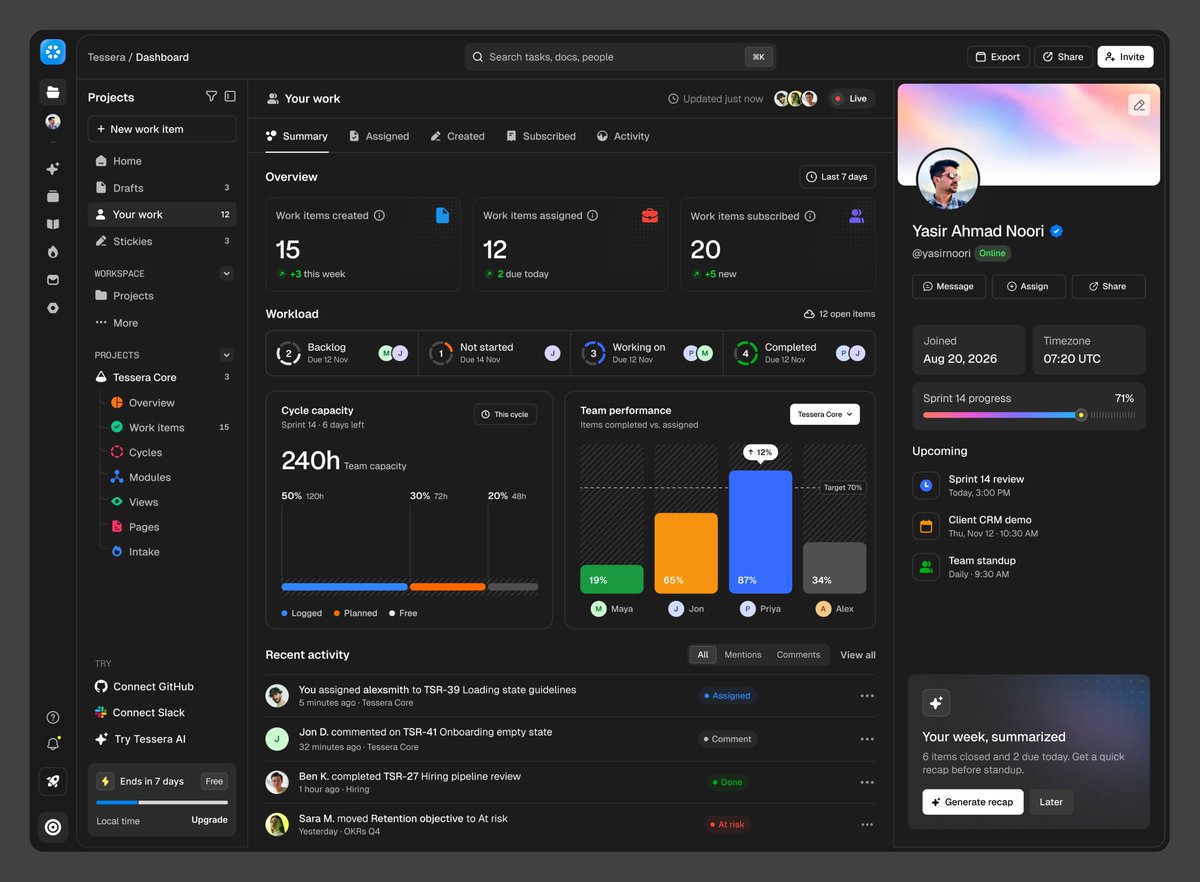 Tessera / Dashboard
Search tasks, docs, people
⌘K
Export
Share
Invite
Projects
+ New work item
Home
Drafts 3
Your work 12
Stickies 3
WORKSPACE
Projects
More
PROJECTS
Tessera Core 3
Overview
Work items 15
Cycles
Modules
Views
Pages
Intake
TRY
Connect GitHub
Connect Slack
Try Tessera AI
Ends in 7 days Free
Local time Upgrade
Your work
Updated just now
Live
Summary
Assigned
Created
Subscribed
Activity
Overview
Last 7 days
Work items created
15
+3 this week
Work items assigned
12
2 due today
Work items subscribed
20
+5 new
Workload
12 open items
2
Backlog
Due 12 Nov
M J
1
Not started
Due 14 Nov
J
3
Working on
Due 12 Nov
P M
4
Completed
Due 12 Nov
P J
Cycle capacity
Sprint 14 · 6 days left
This cycle
240h Team capacity
50% 120h
30% 72h
20% 48h
Logged
Planned
Free
Team performance
Items completed vs. assigned
Tessera Core
↑ 12%
Target 70%
19%
65%
87%
34%
M Maya
J Jon
P Priya
A Alex
Recent activity
All
Mentions
Comments
View all
You assigned alexsmith to TSR-39 Loading state guidelines
5 minutes ago · Tessera Core
Assigned
J
Jon D. commented on TSR-41 Onboarding empty state
32 minutes ago · Tessera Core
Comment
Ben K. completed TSR-27 Hiring pipeline review
1 hour ago · Hiring
Done
Sara M. moved Retention objective to At risk
Yesterday · OKRs Q4
At risk
Yasir Ahmad Noori
@yasirnoori Online
Message
Assign
Share
Joined
Aug 20, 2026
Timezone
07:20 UTC
Sprint 14 progress 71%
Upcoming
Sprint 14 review
Today, 3:00 PM
Client CRM demo
Thu, Nov 12 · 10:30 AM
Team standup
Daily · 9:30 AM
Your week, summarized
6 items closed and 2 due today. Get a quick
recap before standup.
Generate recap
Later